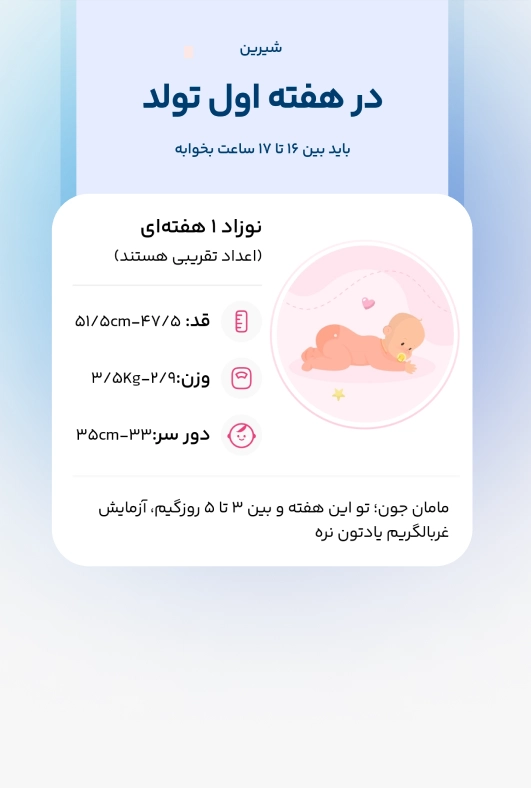 شیرین
در هفته اول تولد
باید بین ۱۶ تا ۱۷ ساعت بخوابه
نوزاد ۱ هفته‌ای
(اعداد تقریبی هستند)
قد: ۴۷/۵-۵۱/۵cm
وزن:۲/۹-۳/۵Kg
دور سر:۳۳-۳۵cm
مامان جون؛ تو این هفته و بین ۳ تا ۵ روزگیم، آزمایش
غربالگریم یادتون نره